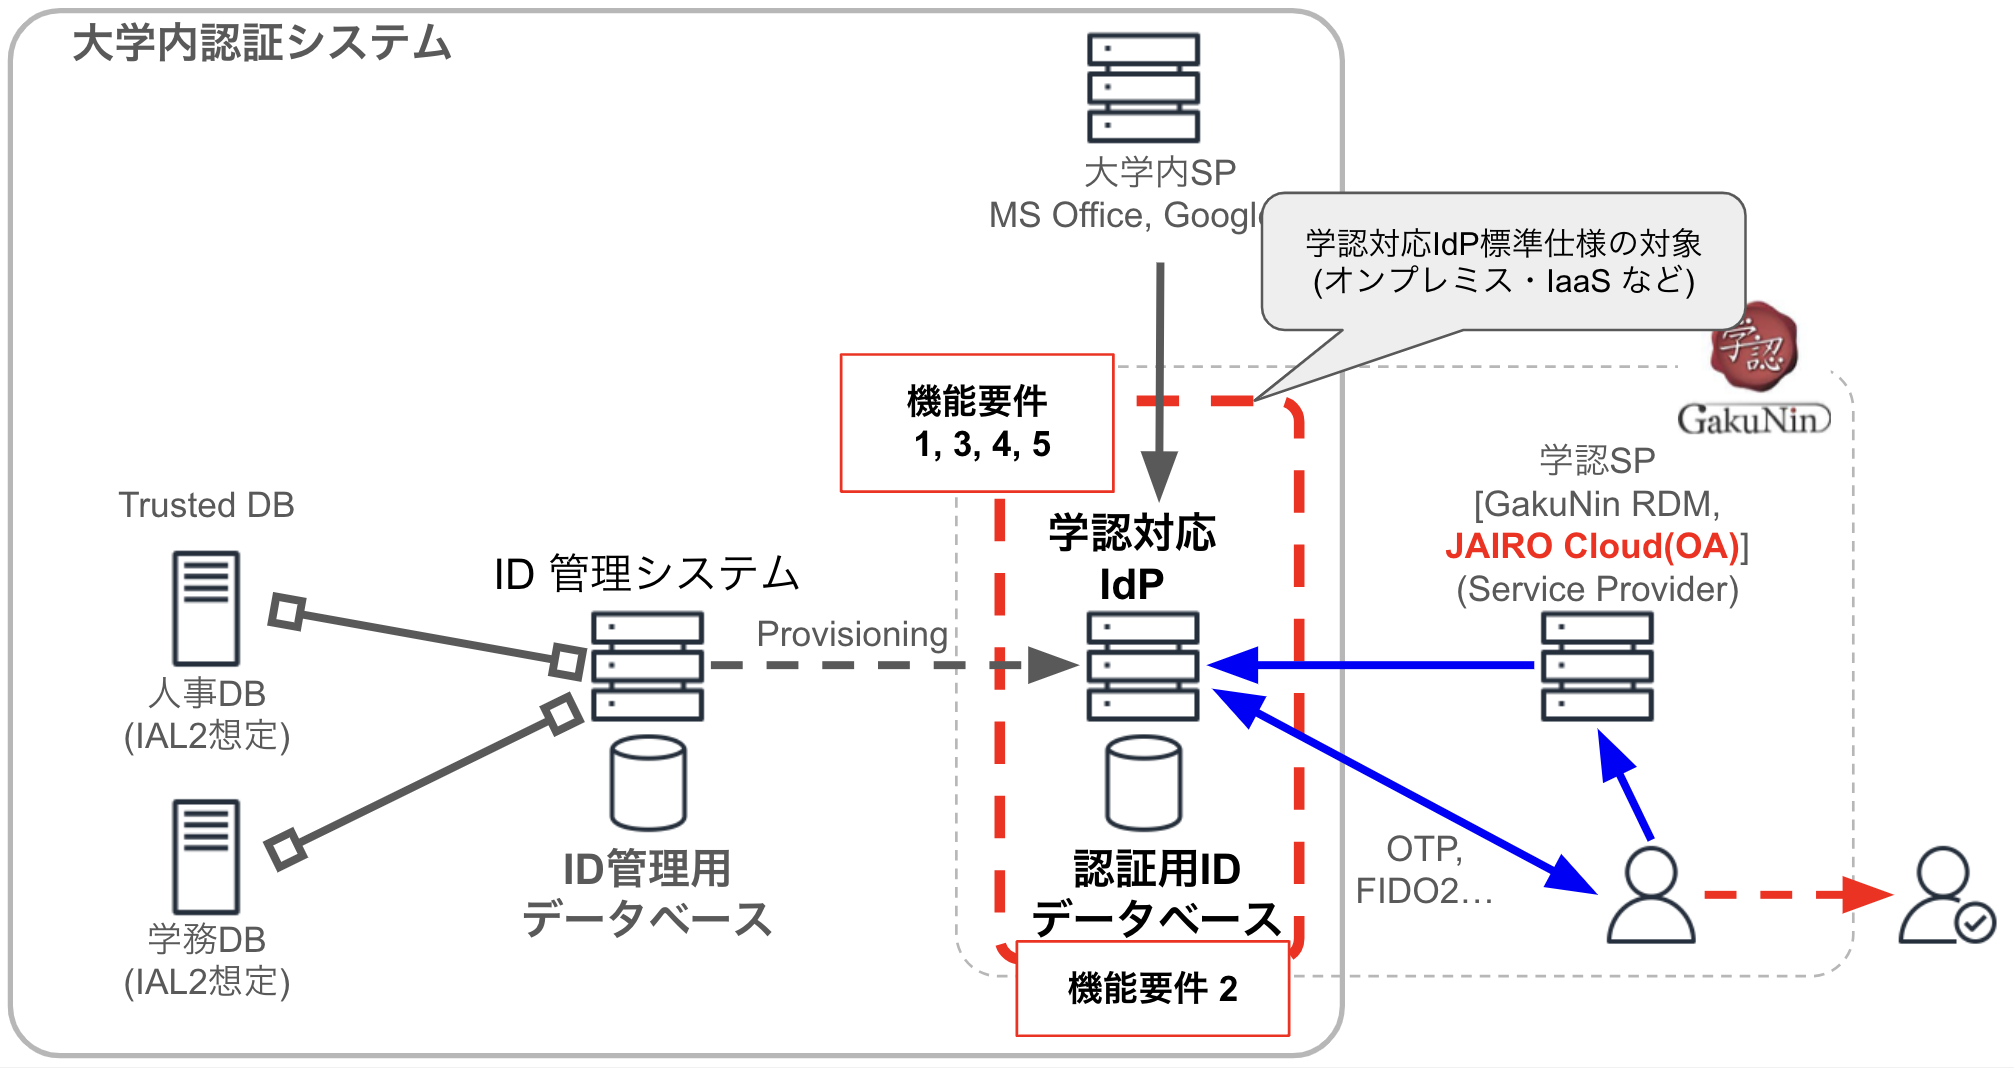 大学内認証システム
大学内SP
MS Office, Googl
学認対応IdP標準仕様の対象
(オンプレミス・IaaS など)
学認
GakuNin
機能要件
1, 3, 4, 5
学認SP
[GakuNin RDM,
JAIRO Cloud(OA)]
(Service Provider)
Trusted DB
学認対応
IdP
ID 管理システム
Provisioning
人事DB
(IAL2想定)
OTP,
FIDO2…
ID管理用
データベース
認証用ID
データベース
学務DB
(IAL2想定)
機能要件 2